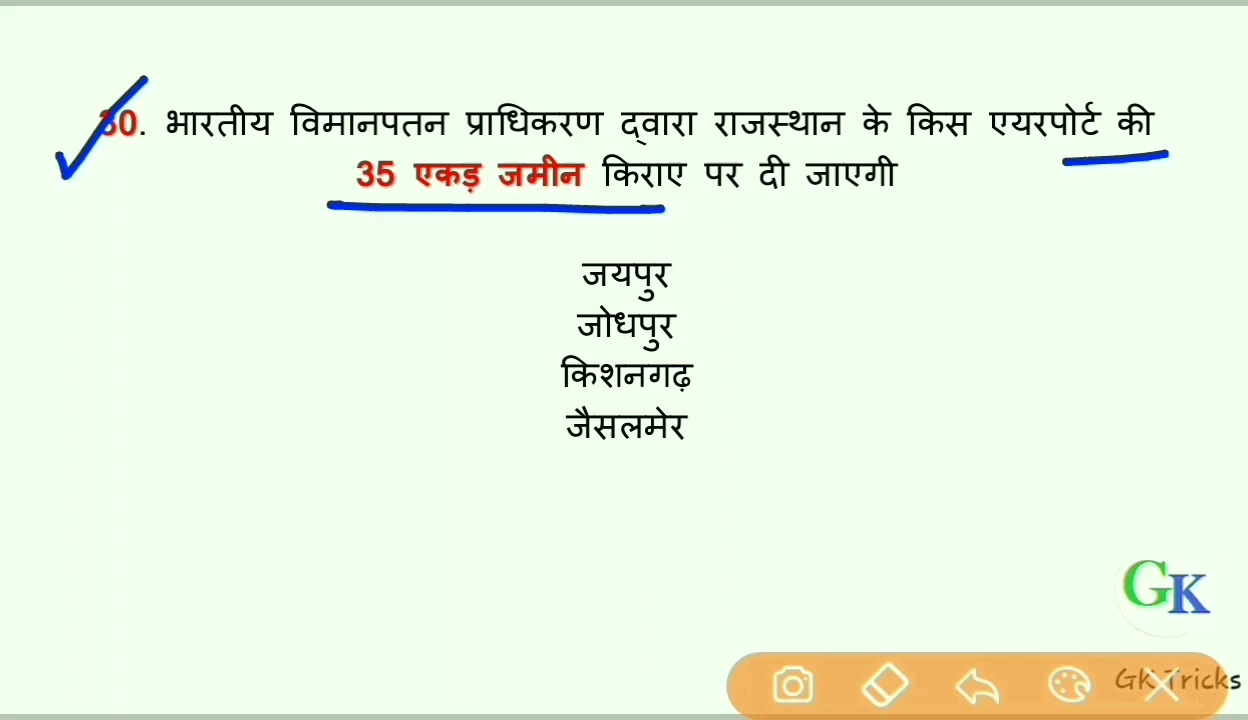 30. भारतीय विमानपतन प्राधिकरण द्वारा राजस्थान के किस एयरपोर्ट की
35 एकड़ जमीन किराए पर दी जाएगी
जयपुर
जोधपुर
किशनगढ़
जैसलमेर
GK
GK Tricks